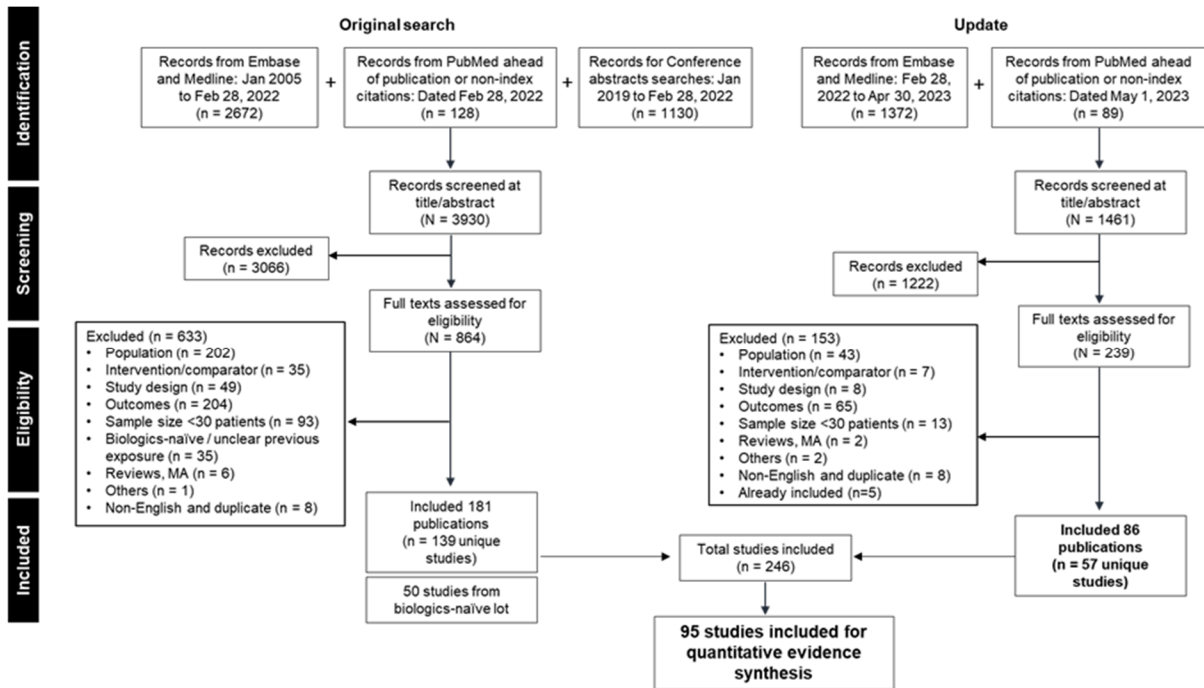 Original search
Update
Identification
Records from Embase
and Medline: Jan 2005
to Feb 28, 2022
(n = 2672)
+
Records from PubMed ahead
of publication or non-index
citations: Dated Feb 28, 2022
(n = 128)
+
Records for Conference
abstracts searches: Jan
2019 to Feb 28, 2022
(n = 1130)
Records from Embase and
Medline: Feb 28,
2022 to Apr 30, 2023
(n = 1372)
+
Records from PubMed ahead
of publication or non-index
citations: Dated May 1, 2023
(n = 89)
Screening
Records screened at
title/abstract
(N = 3930)
Records screened at
title/abstract
(N = 1461)
Records excluded
(n = 3066)
Records excluded
(n = 1222)
Full texts assessed for
eligibility
(N = 864)
Full texts assessed for
eligibility
(N = 239)
Eligibility
Excluded (n = 633)
• Population (n = 202)
• Intervention/comparator (n = 35)
• Study design (n = 49)
• Outcomes (n = 204)
• Sample size <30 patients (n = 93)
• Biologics-naïve / unclear previous
exposure (n = 35)
• Reviews, MA (n = 6)
• Others (n = 1)
• Non-English and duplicate (n = 8)
Excluded (n = 153)
• Population (n = 43)
• Intervention/comparator (n = 7)
• Study design (n = 8)
• Outcomes (n = 65)
• Sample size <30 patients (n = 13)
• Reviews, MA (n = 2)
• Others (n = 2)
• Non-English and duplicate (n = 8)
• Already included (n=5)
Included
Included 181
publications
(n = 139 unique
studies)
50 studies from
biologics-naïve lot
Total studies included
(n = 246)
Included 86
publications
(n = 57 unique
studies)
95 studies included for
quantitative evidence
synthesis